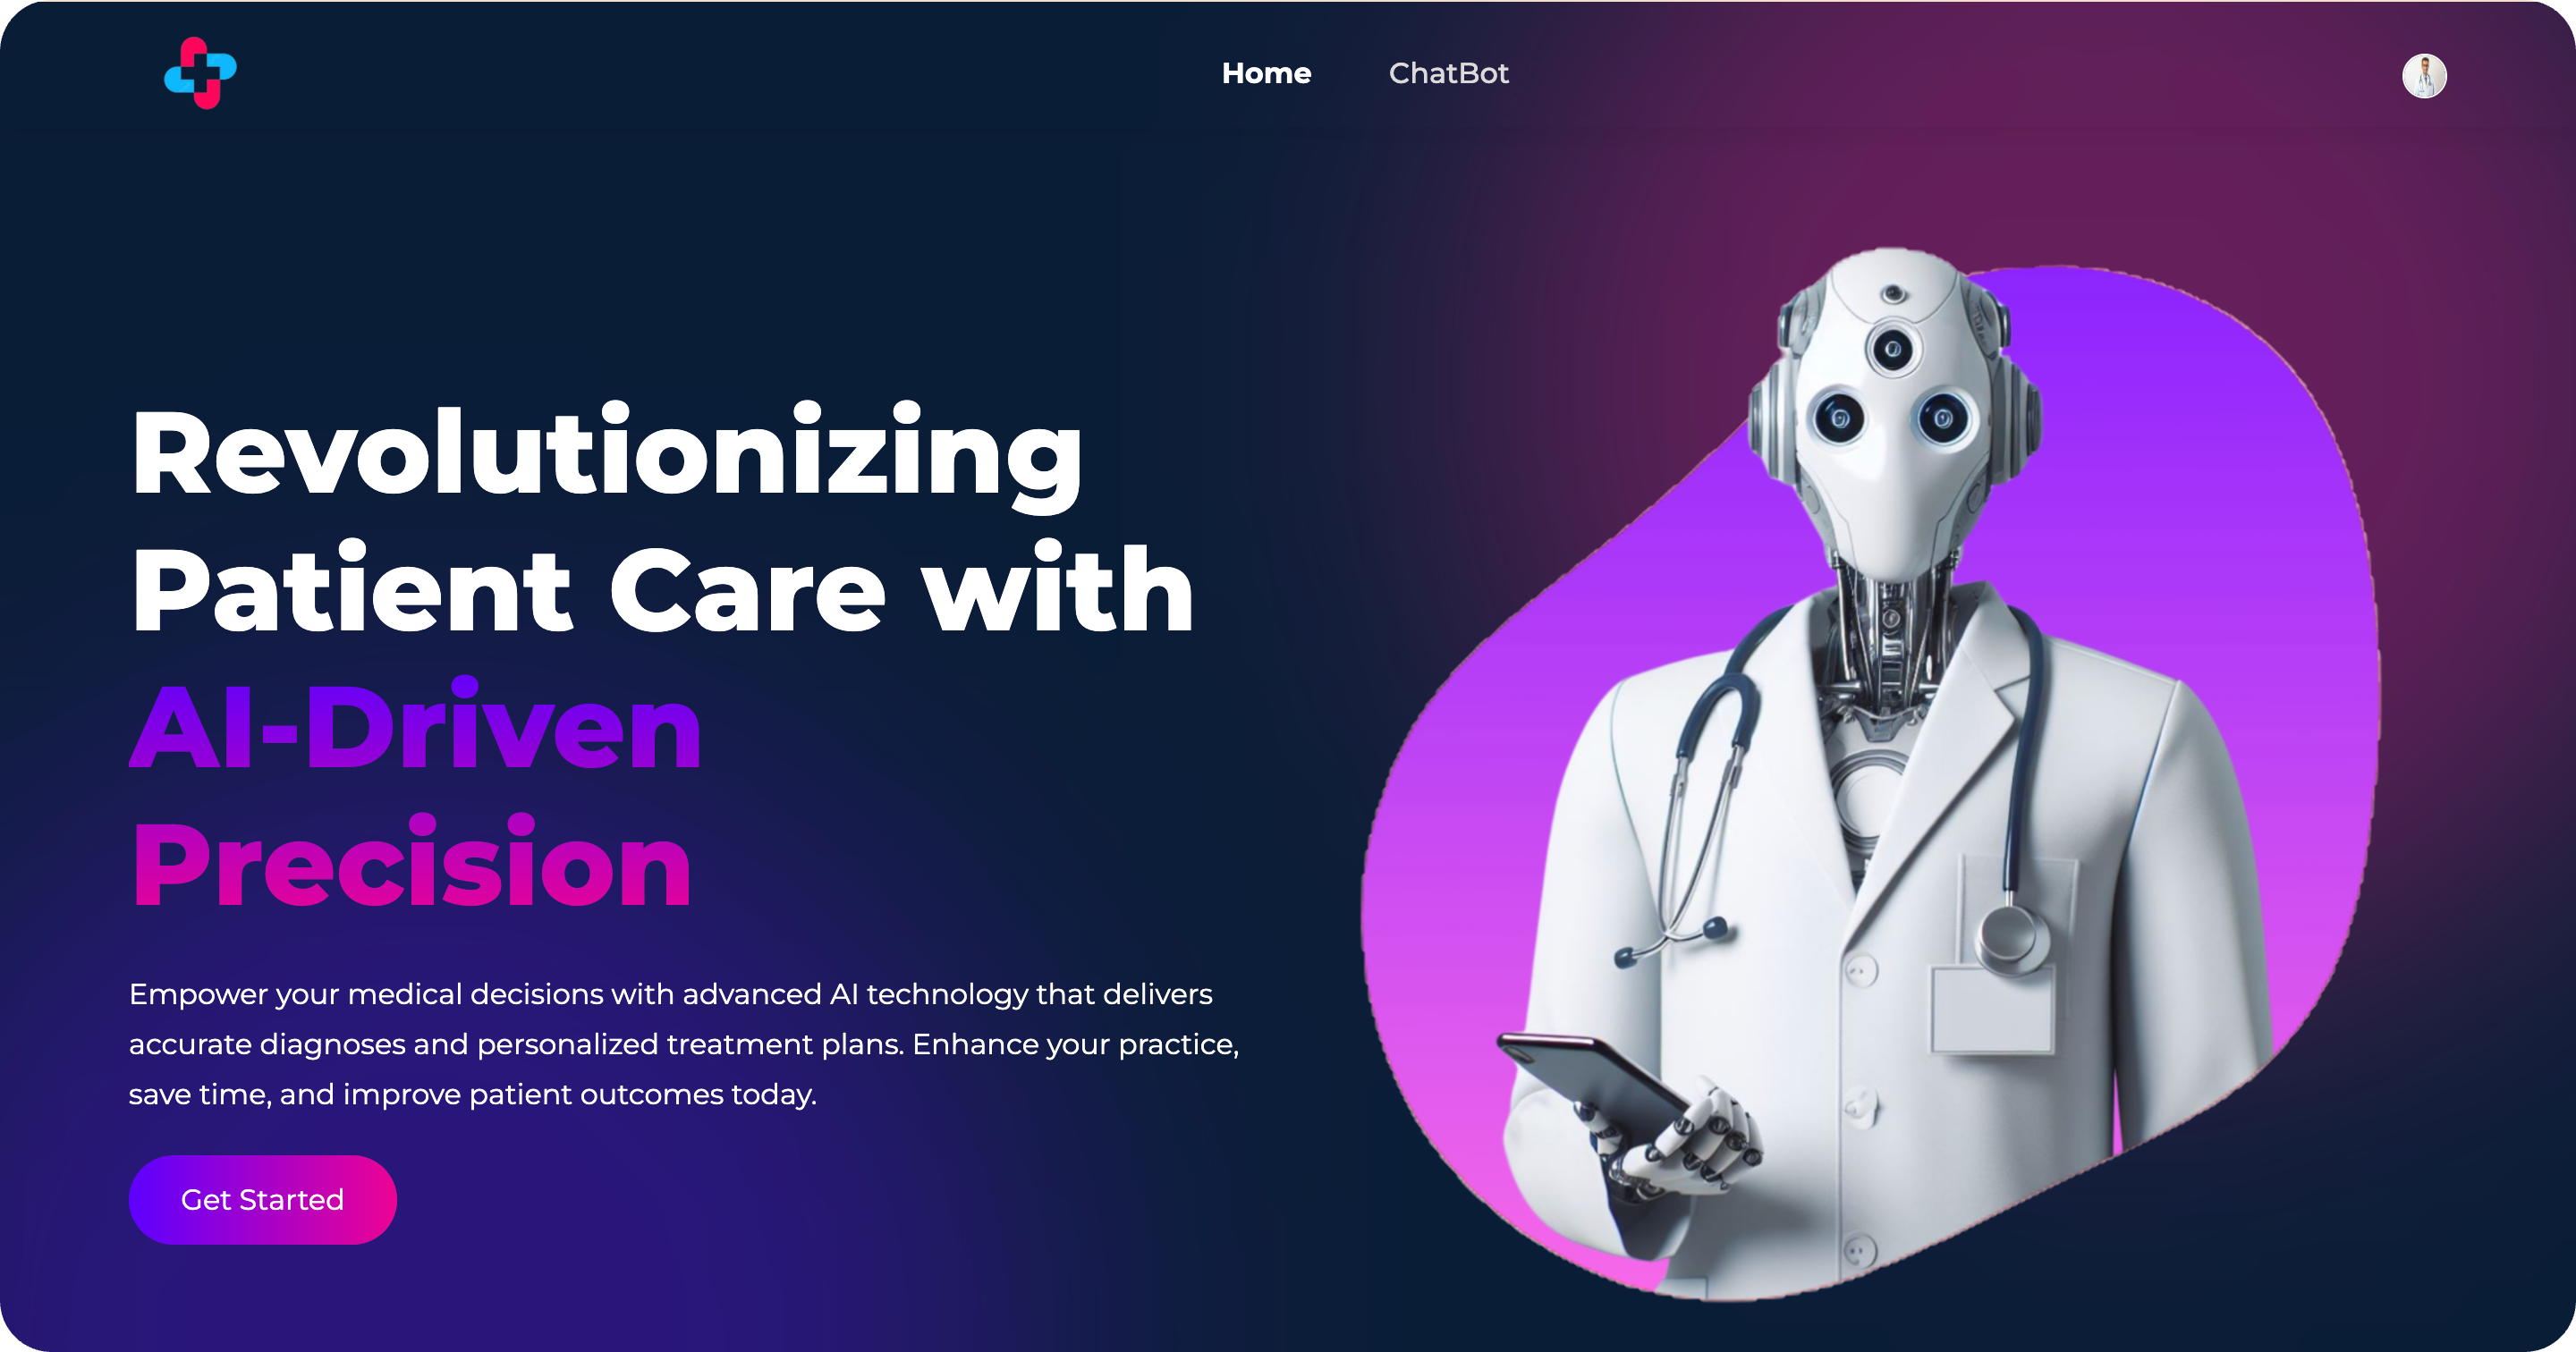 Home
ChatBot
Revolutionizing
Patient Care with
AI-Driven
Precision
Empower your medical decisions with advanced AI technology that delivers
accurate diagnoses and personalized treatment plans. Enhance your practice,
save time, and improve patient outcomes today.
Get Started